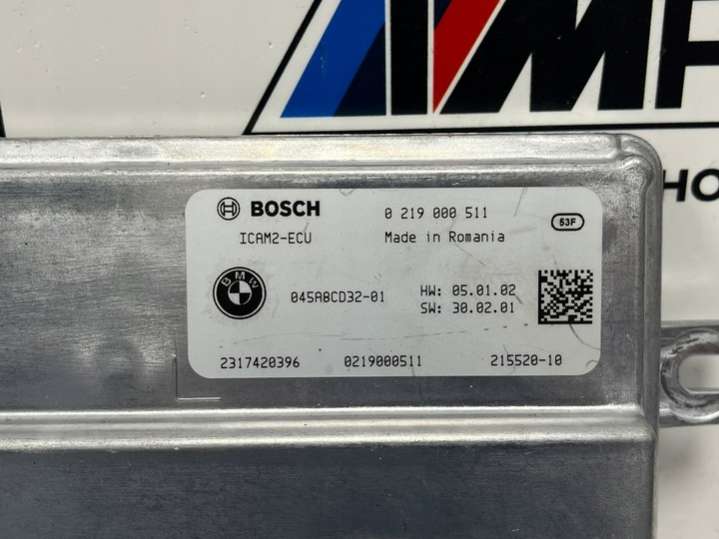 BOSCH 0 219 000 511
ICAM2-ECU Made in Romania 53F
BMW 045A8CD32-01 HW: 05.01.02
SW: 30.02.01
2317420396 0219000511 215520-10